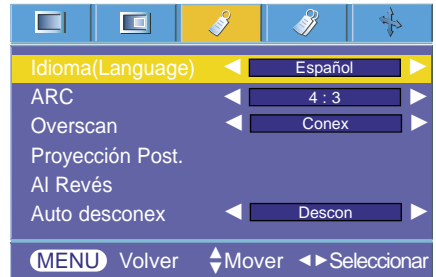 Idioma(Language) Español
ARC 4 : 3
Overscan Conex
Proyección Post.
Al Revés
Auto desconex Descon
MENU Volver Mover Seleccionar